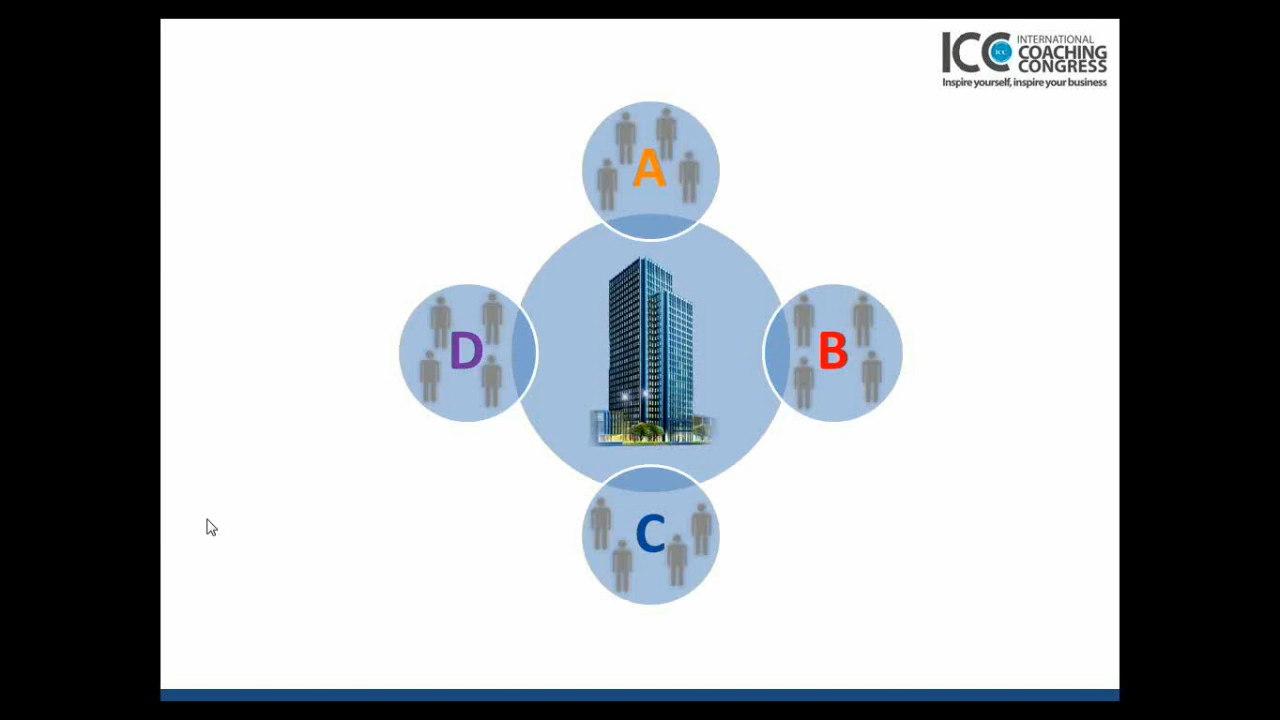 ICC INTERNATIONAL
COACHING
CONGRESS
Inspire yourself, inspire your business
A
D
B
C